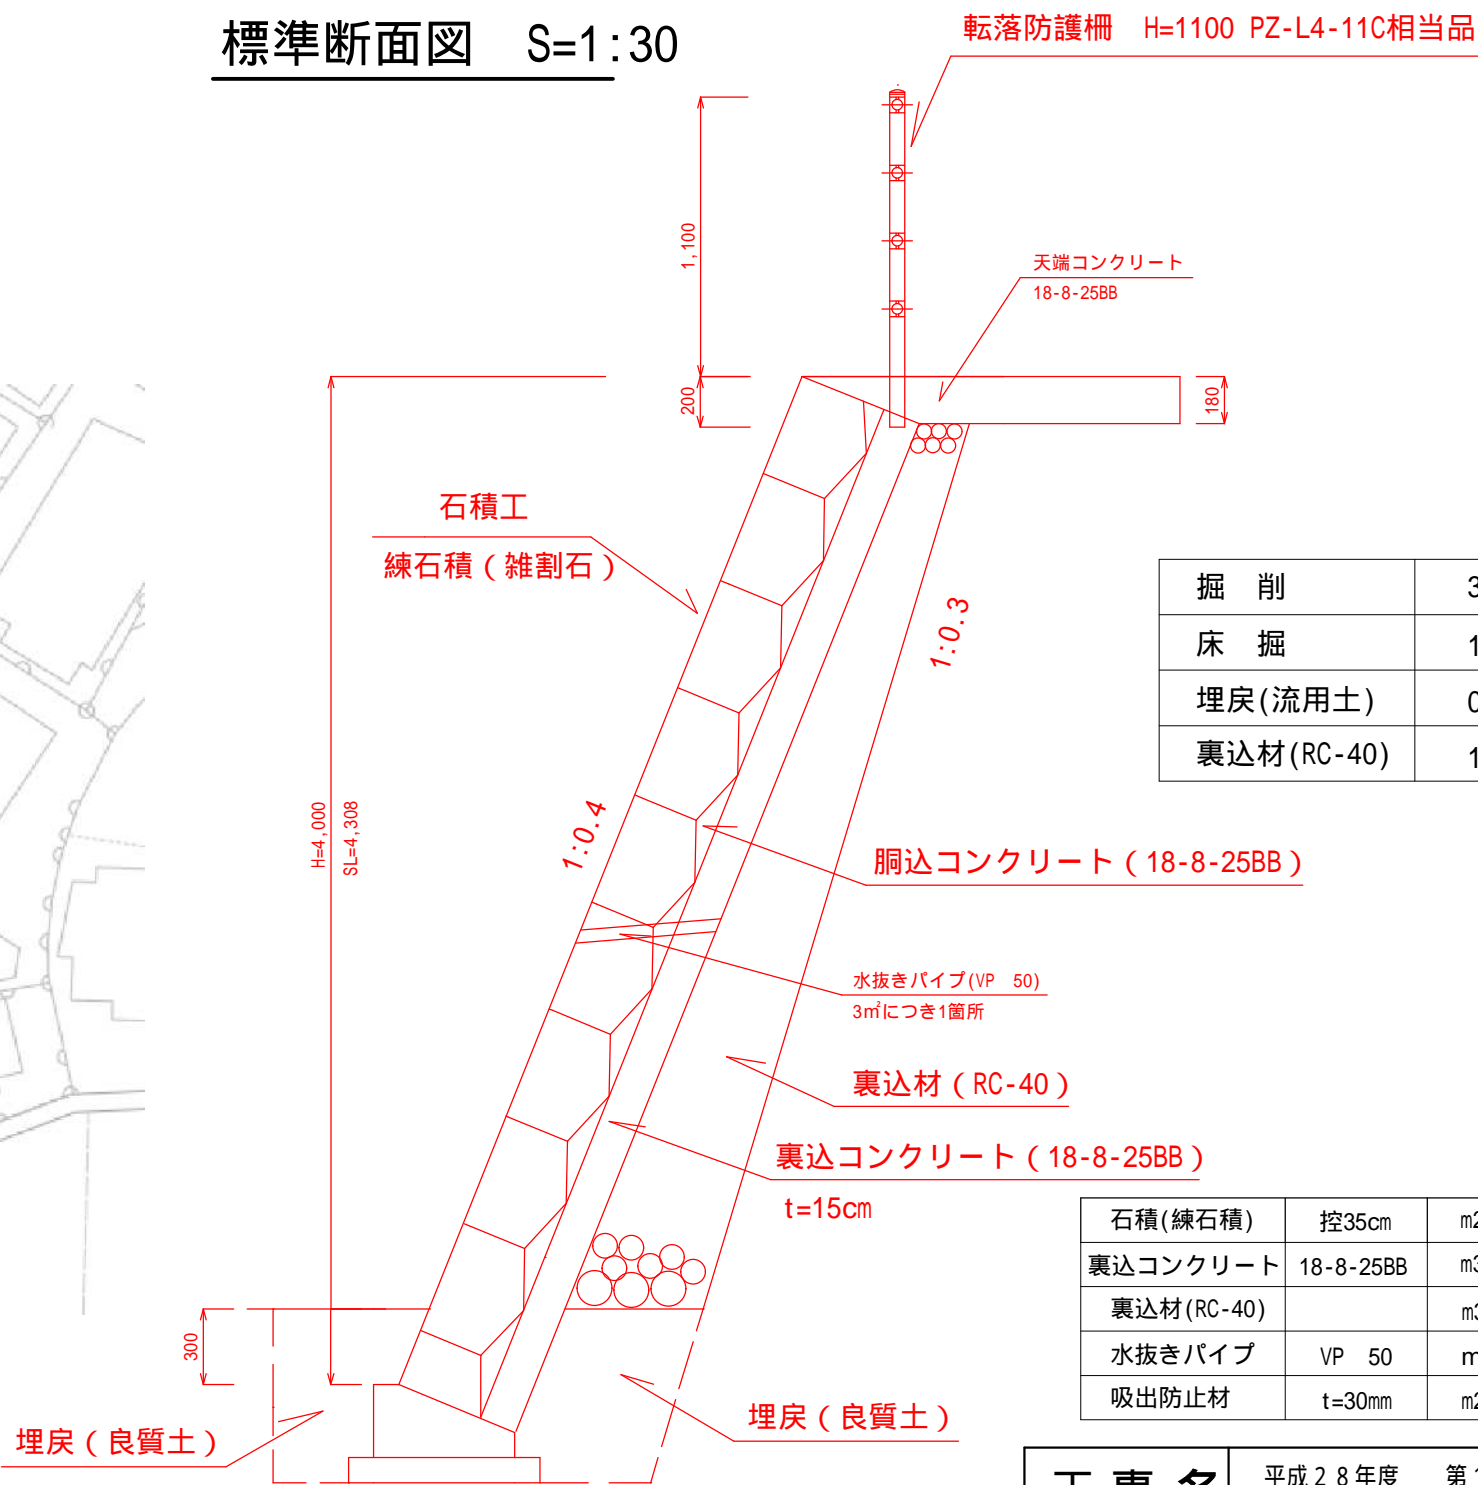 標準断面図　S=1:30
転落防護柵　H=1100 PZ-L4-11C相当品
1,100
天端コンクリート
18-8-25BB
200
180
石積工
練石積（雑割石）
1:0.3
掘　削
床　掘
埋戻(流用土)
裏込材(RC-40)
H=4,000
SL=4,308
1:0.4
胴込コンクリート（18-8-25BB）
水抜きパイプ(VP　50)
3㎡につき1箇所
裏込材（RC-40）
裏込コンクリート（18-8-25BB）
t=15cm
石積(練石積)　控35cm
裏込コンクリート　18-8-25BB
裏込材(RC-40)
水抜きパイプ　VP　50　m
吸出防止材　t=30mm
300
埋戻（良質土）
埋戻（良質土）
平成２８年度　第